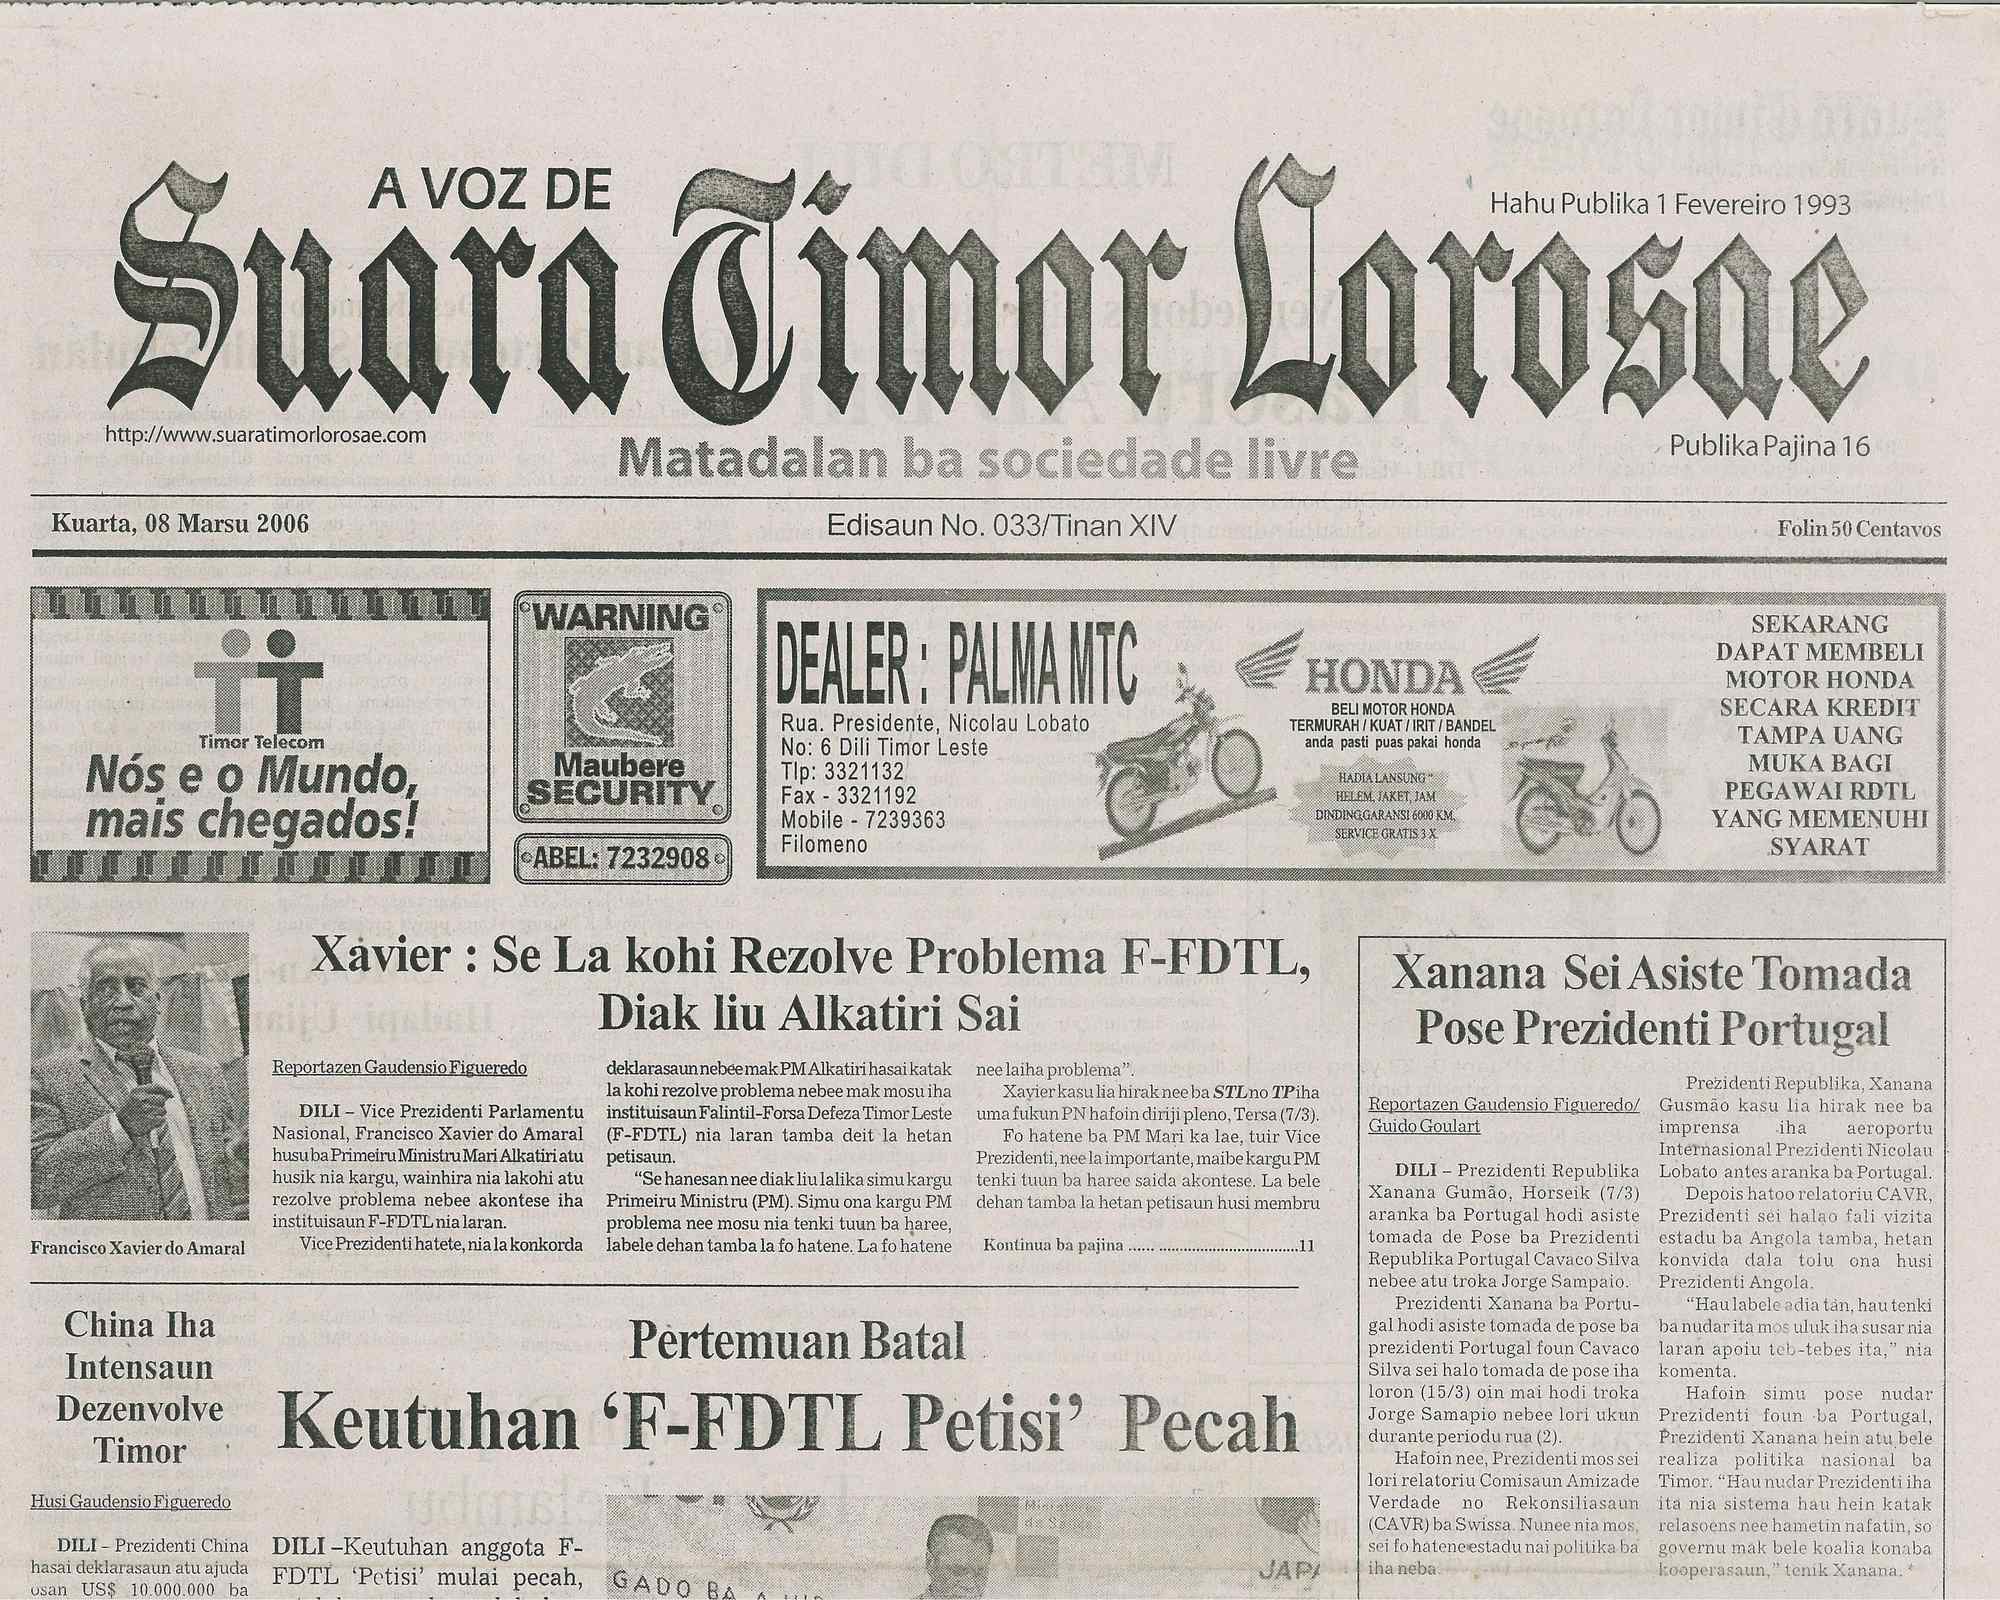 A VOZ DE
Hahu Publika 1 Fevereiro 1993
Suara Timor Lorosae
http://www.suaratimorlorosae.com
Matadalan ba sociedade livre
Publika Pajina 16
Kuarta, 08 Marsu 2006
Edisaun No. 033/Tinan XIV
Folin 50 Centavos
Timor Telecom
Nós e o Mundo,
mais chegados!
WARNING
Maubere
SECURITY
ABEL: 7232908
DEALER : PALMA MTC
Rua. Presidente, Nicolau Lobato
No: 6 Dili Timor Leste
Tlp: 3321132
Fax - 3321192
Mobile - 7239363
Filomeno
HONDA
BELI MOTOR HONDA
TERMURAH / KUAT / IRIT / BANDEL
anda pasti puas pakai honda
HADIA LANSUNG "
HELEM, JAKET, JAM
DINDING,GARANSI 6000 KM,
SERVICE GRATIS 3 X
SEKARANG
DAPAT MEMBELI
MOTOR HONDA
SECARA KREDIT
TAMPA UANG
MUKA BAGI
PEGAWAI RDTL
YANG MEMENUHI
SYARAT
Francisco Xavier do Amaral
Xavier : Se La kohi Rezolve Problema F-FDTL,
Diak liu Alkatiri Sai
Reportazen Gaudensio Figueredo
DILI – Vice Prezidenti Parlamentu
Nasional, Francisco Xavier do Amaral
husu ba Primeiru Ministru Mari Alkatiri atu
husik nia kargu, wainhira nia lakohi atu
rezolve problema nebee akontese iha
instituisaun F-FDTL nia laran.
Vice Prezidenti hatete, nia la konkorda
deklarasaun nebee mak PM Alkatiri hasai katak
la kohi rezolve problema nebee mak mosu iha
instituisaun Falintil-Forsa Defeza Timor Leste
(F-FDTL) nia laran tamba deit la hetan
petisaun.
“Se hanesan nee diak liu lalika simu kargu
Primeiru Ministru (PM). Simu ona kargu PM
problema nee mosu nia tenki tuun ba haree,
labele dehan tamba la fo hatene. La fo hatene
nee laiha problema”.
Xavier kasu lia hirak nee ba STL no TP iha
uma fukun PN hafoin diriji pleno, Tersa (7/3).
Fo hatene ba PM Mari ka lae, tuir Vice
Prezidenti, nee la importante, maibe kargu PM
tenki tuun ba haree saida akontese. La bele
dehan tamba la hetan petisaun husi membru
Kontinua ba pajina ...... ..........................................11
Xanana Sei Asiste Tomada
Pose Prezidenti Portugal
Reportazen Gaudensio Figueredo/
Guido Goulart
DILI – Prezidenti Republika
Xanana Gumão, Horseik (7/3)
aranka ba Portugal hodi asiste
tomada de Pose ba Prezidenti
Republika Portugal Cavaco Silva
nebee atu troka Jorge Sampaio.
Prezidenti Xanana ba Portu-
gal hodi asiste tomada de pose ba
prezidenti Portugal foun Cavaco
Silva sei halo tomada de pose iha
loron (15/3) oin mai hodi troka
Jorge Samapio nebee lori ukun
durante periodu rua (2).
Hafoin nee, Prezidenti mos sei
lori relatoriu Comisaun Amizade
Verdade no Rekonsiliasaun
(CAVR) ba Swissa. Nunee nia mos,
sei fo hatene estadu nai politika ba
iha neba.
Prezidenti Republika, Xanana
Gusmão kasu lia hirak nee ba
imprensa iha aeroportu
Internasional Prezidenti Nicolau
Lobato antes aranka ba Portugal.
Depois hatoo relatoriu CAVR,
Prezidenti sei halao fali vizita
estadu ba Angola tamba, hetan
konvida dala tolu ona husi
Prezidenti Angola.
“Hau labele adia tan, hau tenki
ba nudar ita mos uluk iha susar nia
laran apoiu teb-tebes ita,” nia
komenta.
Hafoin simu pose nudar
Prezidenti foun ba Portugal,
Prezidenti Xanana hein atu bele
realiza politika nasional ba
Timor. “Hau nudar Prezidenti iha
ita nia sistema hau hein katak
relasoens nee hametin nafatin, so
governu mak bele koalia konaba
kooperasaun,” tenik Xanana.
China Iha
Intensaun
Dezenvolve
Timor
Husi Gaudensio Figueredo
DILI – Prezidenti China
hasai deklarasaun atu ajuda
osan US$ 10.000.000 ba
Pertemuan Batal
Keutuhan ‘F-FDTL Petisi’ Pecah
DILI –Keutuhan anggota F-
FDTL ‘Petisi’ mulai pecah,
GADO BA A
JAPA